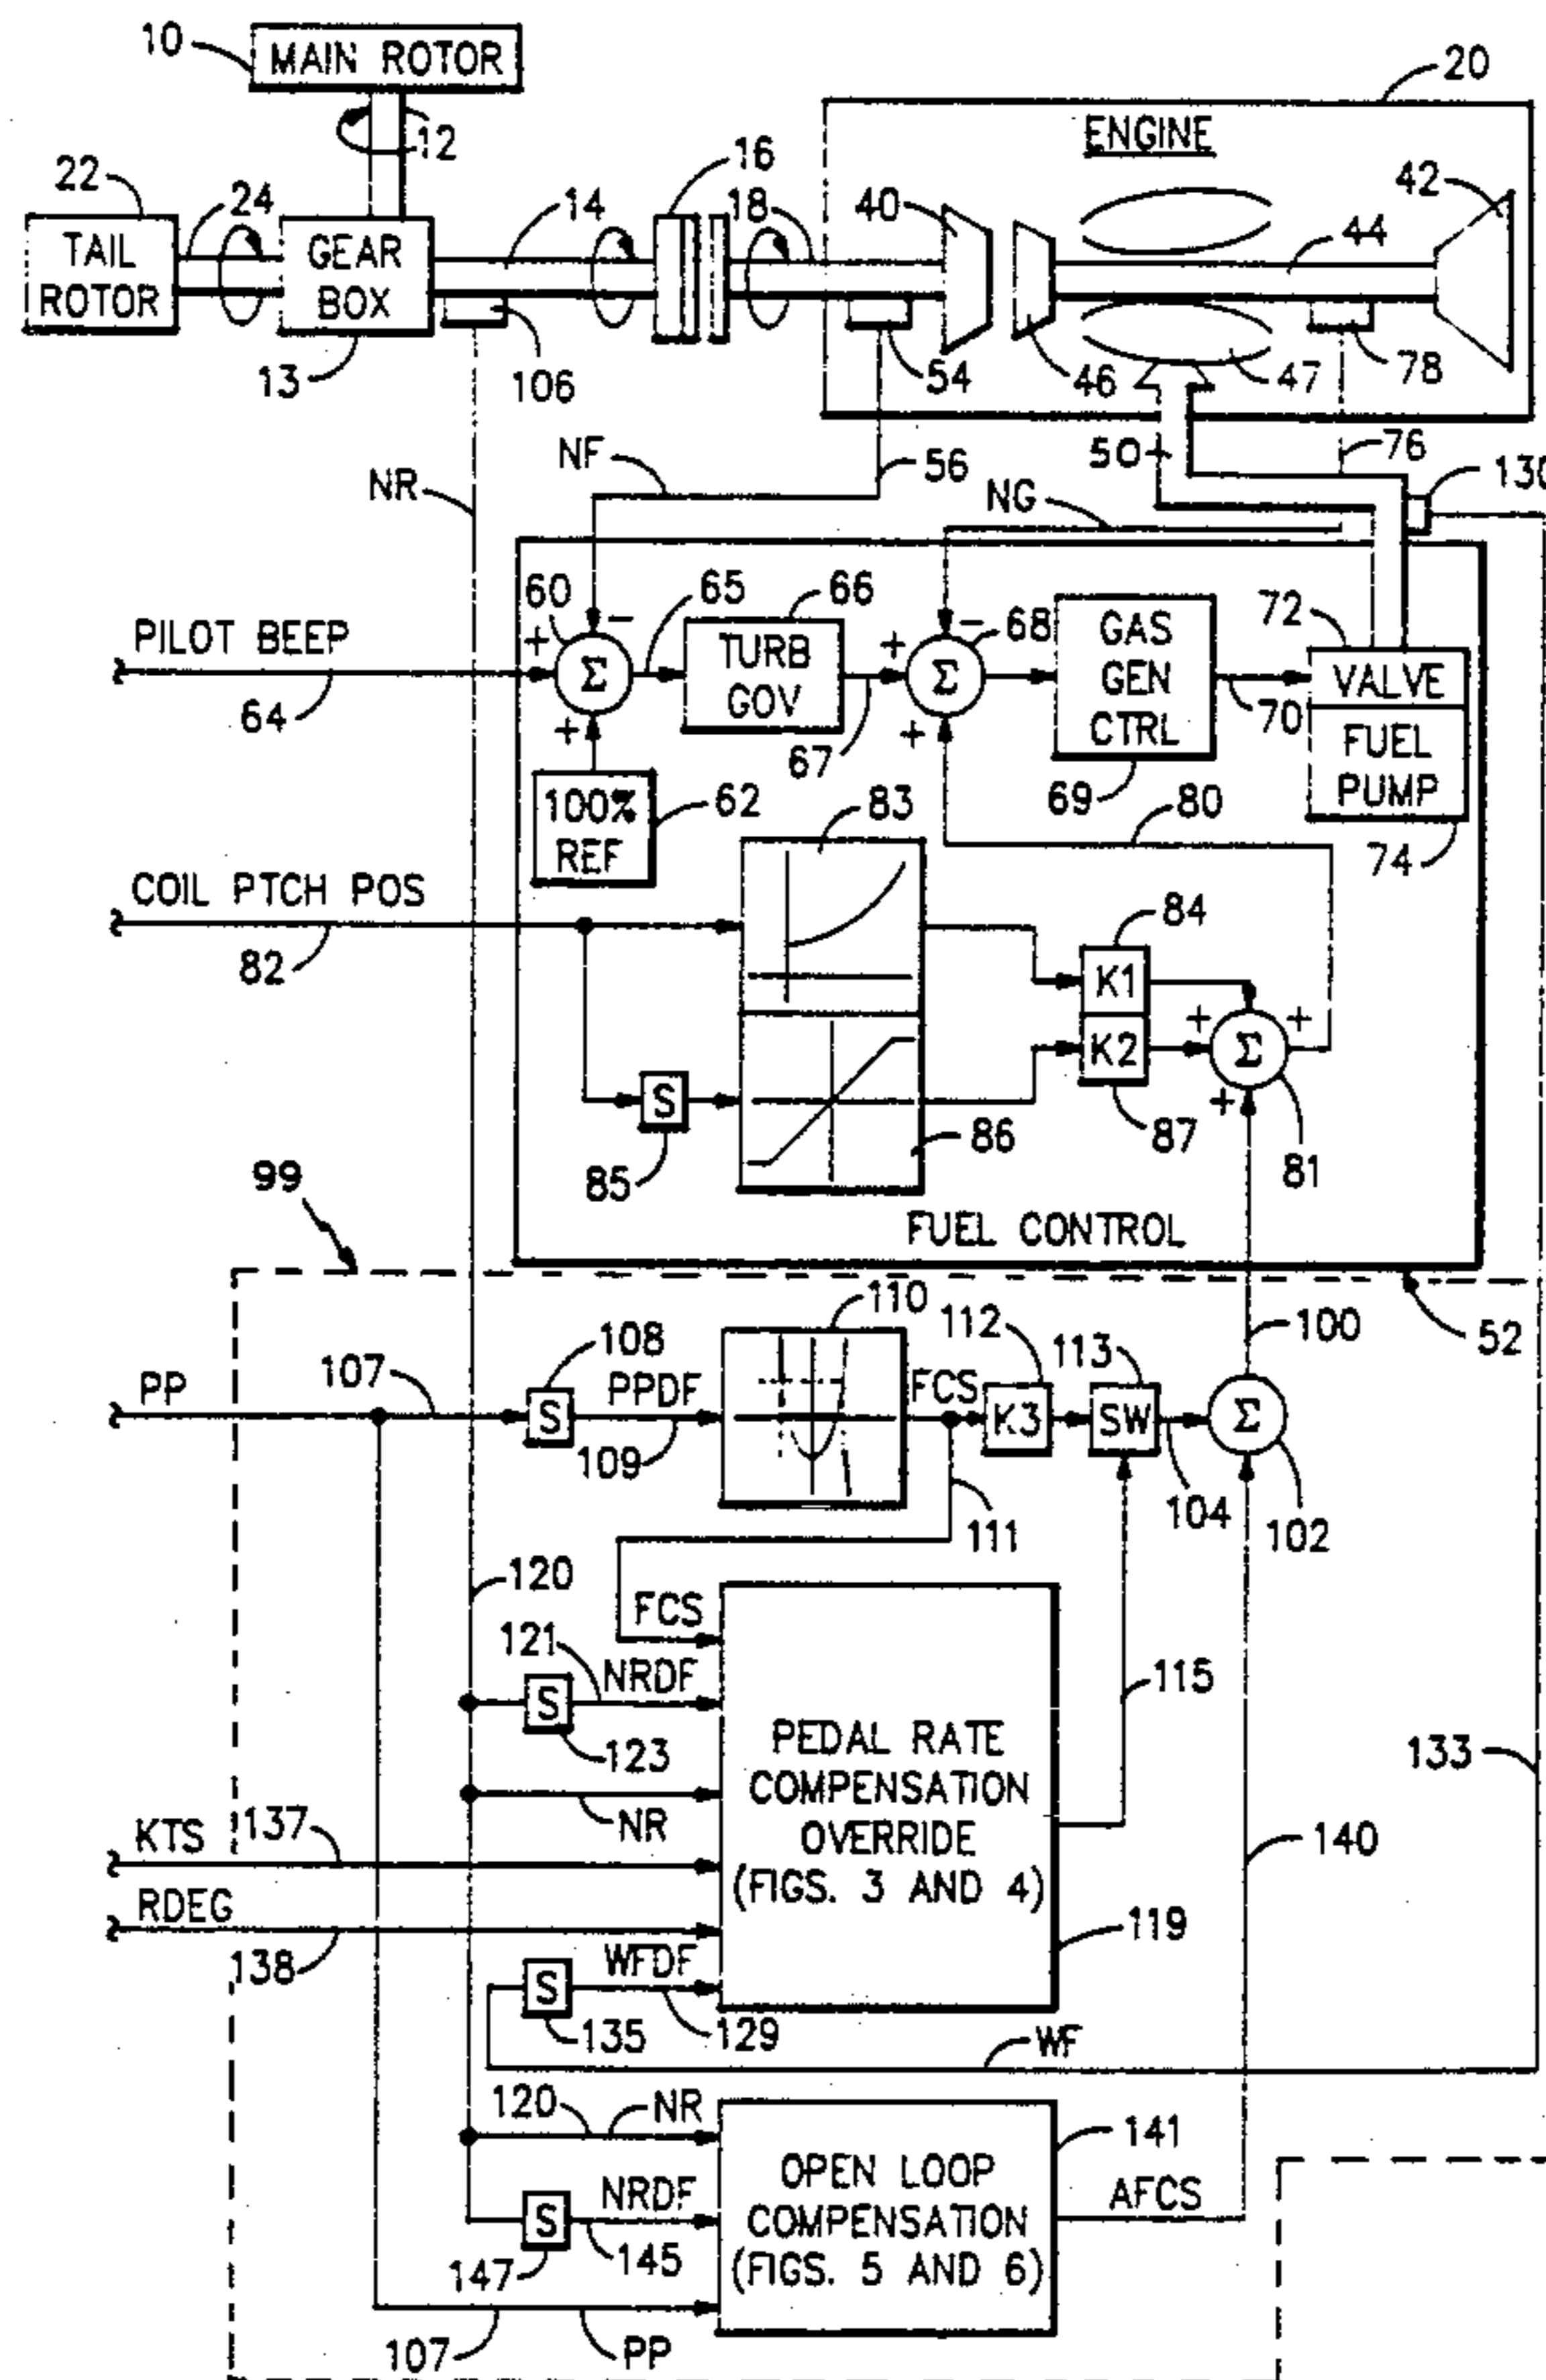 10
MAIN ROTOR
12
20
ENGINE
22
24
TAIL
ROTOR
GEAR
BOX
13
14
106
16
18
40
54
46
47
44
42
78
76
50
130
NF
56
NR
NG
PILOT BEEP
64
60
+
−
+
Σ
65
66
TURB
GOV
67
+
−
+
Σ
68
GAS
GEN
CTRL
69
70
72
VALVE
FUEL
PUMP
74
100%
REF
62
83
80
COIL PTCH POS
82
84
K1
K2
87
+
+
+
Σ
81
S
85
86
FUEL CONTROL
99
52
100
PP
107
108
S
PPDF
109
110
FCS
111
112
K3
113
SW
104
Σ
102
120
FCS
121
NRDF
S
123
NR
PEDAL RATE
COMPENSATION
OVERRIDE
(FIGS. 3 AND 4)
119
115
133
140
KTS
137
RDEG
138
WFDF
S
135
129
WF
120
NR
NRDF
S
147
145
OPEN LOOP
COMPENSATION
(FIGS. 5 AND 6)
141
AFCS
107
PP